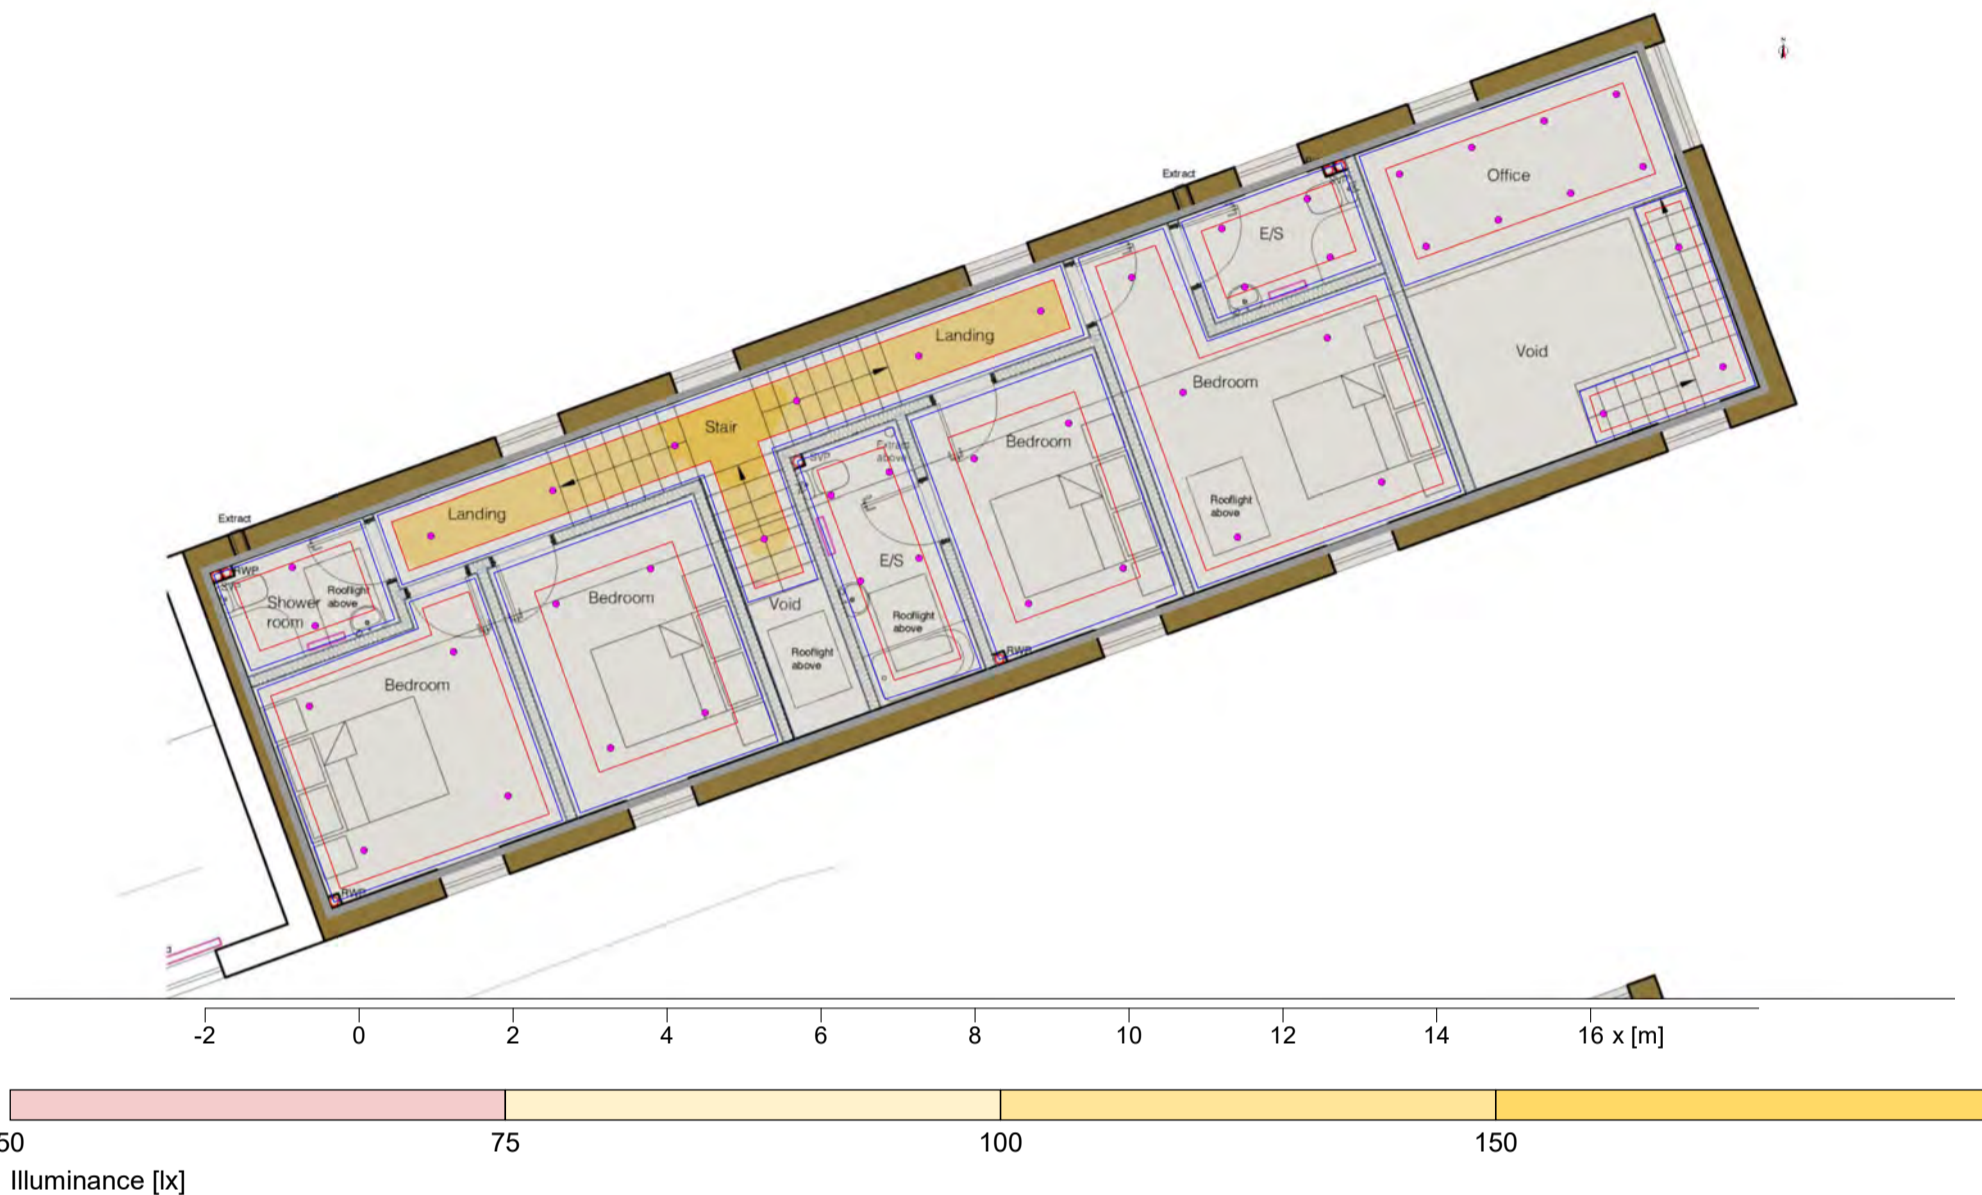 Extract
Office
E/S
Landing
Void
Bedroom
Stair
Bedroom
Extract
above
SVP
Landing
Rooflight
above
Extract
E/S
RWP
Rooflight
above
Shower
room
Bedroom
Void
Rooflight
above
Rooflight
above
RWP
Bedroom
RWP
-2 0 2 4 6 8 10 12 14 16 x [m]
50 75 100 150
Illuminance [lx]